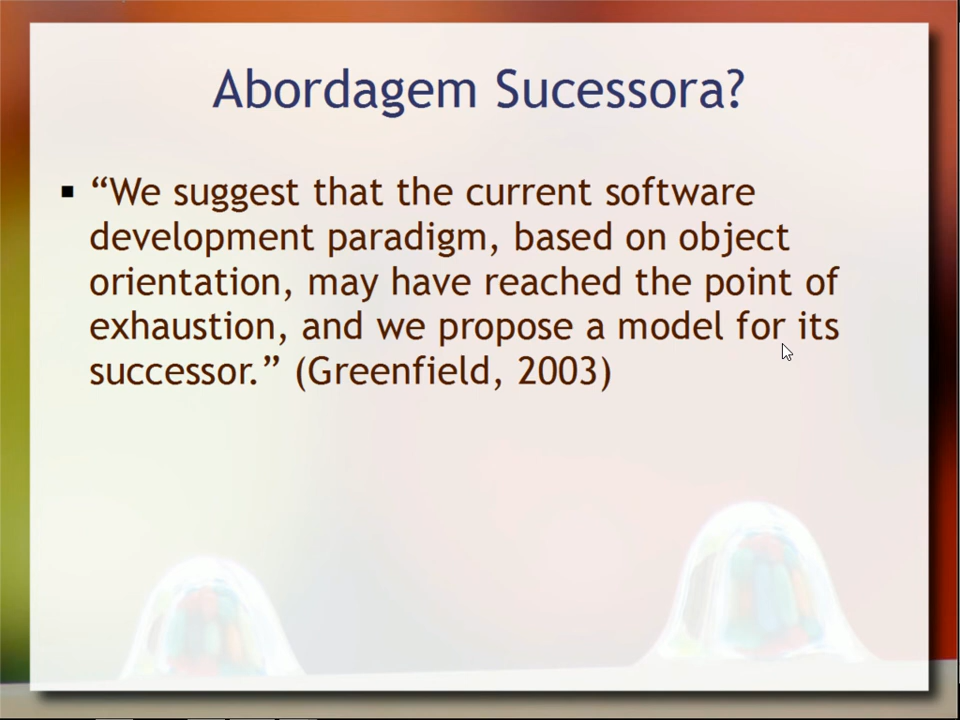 Abordagem Sucessora?
▪ “We suggest that the current software
development paradigm, based on object
orientation, may have reached the point of
exhaustion, and we propose a model for its
successor.” (Greenfield, 2003)